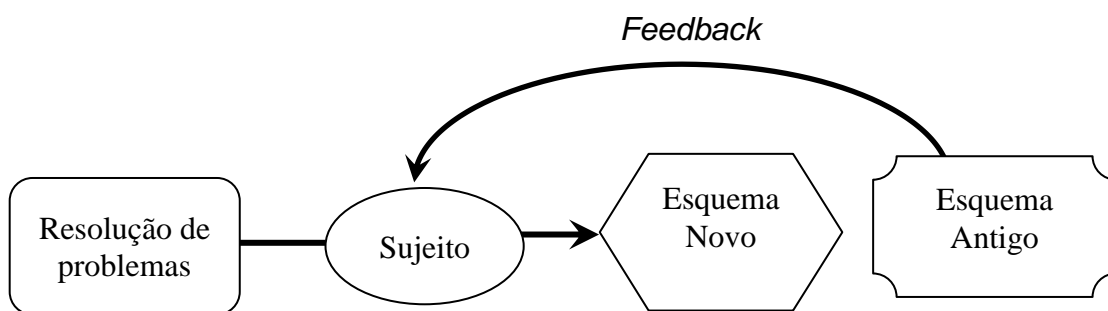 Feedback
Resolução de
problemas
Sujeito
Esquema
Novo
Esquema
Antigo